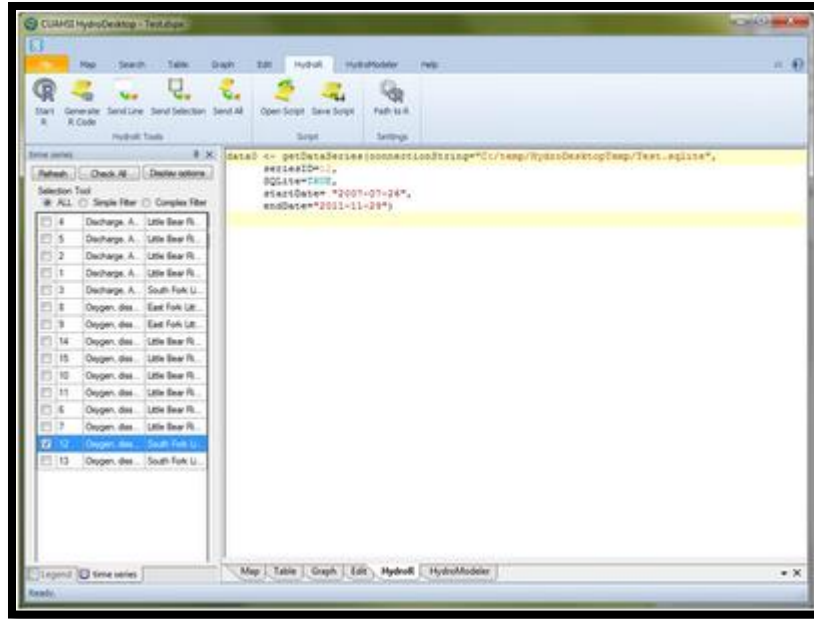 CUAHSI HydroDesktop - Test.dspx
Map Search Table Graph Edit HydroR HydroModeler Help
Start R
Generate R Code
Send Line
Send Selection
Send All
Open Script
Save Script
Path to R
HydroR Tools
Script
Settings
time series
Refresh Check All Display options
Selection Tool
ALL Simple Filter Complex Filter
4 Discharge, A... Little Bear Ri...
5 Discharge, A... Little Bear Ri...
2 Discharge, A... Little Bear Ri...
1 Discharge, A... Little Bear Ri...
3 Discharge, A... South Fork Li...
8 Oxygen, diss... East Fork Litt...
9 Oxygen, diss... East Fork Litt...
14 Oxygen, diss... Little Bear Ri...
15 Oxygen, diss... Little Bear Ri...
10 Oxygen, diss... Little Bear Ri...
11 Oxygen, diss... Little Bear Ri...
6 Oxygen, diss... Little Bear Ri...
7 Oxygen, diss... Little Bear Ri...
12 Oxygen, diss... South Fork Li...
13 Oxygen, diss... South Fork Li...
data0 <- getDataSeries(connectionString="C:/temp/HydroDesktopTemp/Test.sqlite",
seriesID=12,
SQLite=TRUE,
startDate= "2007-07-26",
endDate="2011-11-28")
Legend time series
Map Table Graph Edit HydroR HydroModeler
Ready.